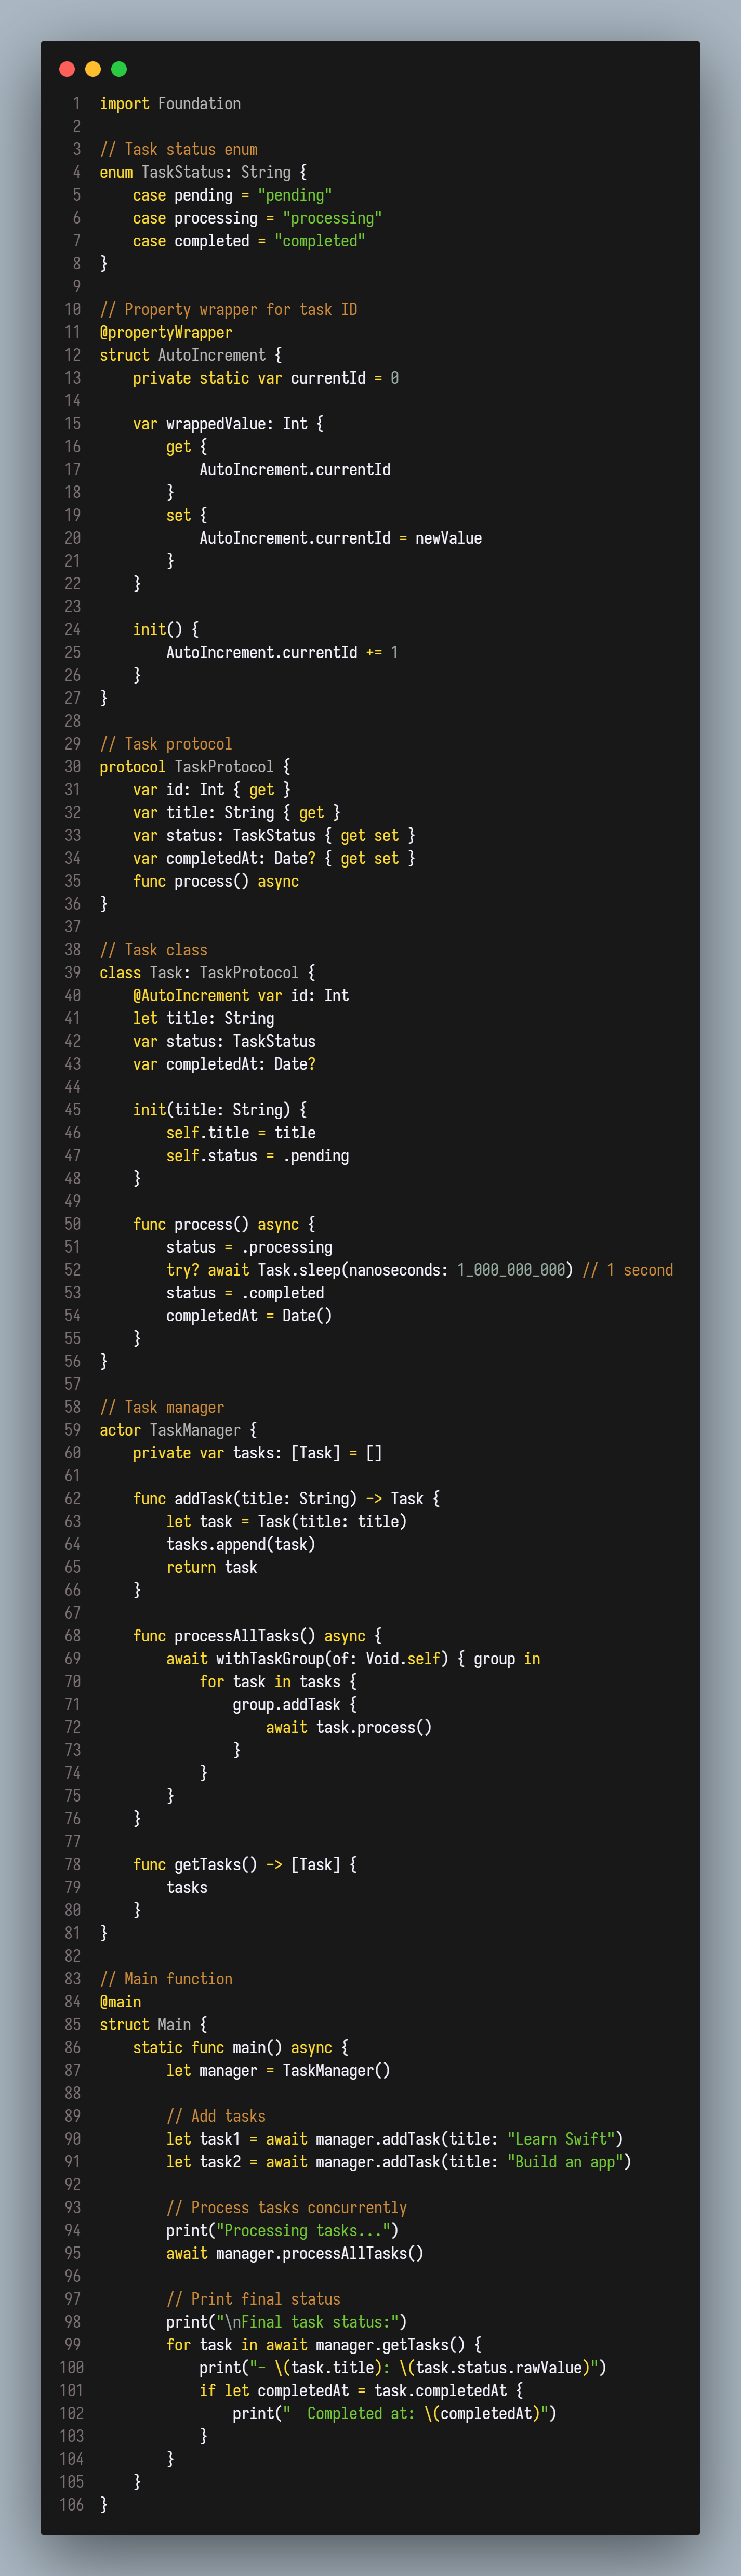 1 import Foundation
2
3 // Task status enum
4 enum TaskStatus: String {
5     case pending = "pending"
6     case processing = "processing"
7     case completed = "completed"
8 }
9
10 // Property wrapper for task ID
11 @propertyWrapper
12 struct AutoIncrement {
13     private static var currentId = 0
14
15     var wrappedValue: Int {
16         get {
17             AutoIncrement.currentId
18         }
19         set {
20             AutoIncrement.currentId = newValue
21         }
22     }
23
24     init() {
25         AutoIncrement.currentId += 1
26     }
27 }
28
29 // Task protocol
30 protocol TaskProtocol {
31     var id: Int { get }
32     var title: String { get }
33     var status: TaskStatus { get set }
34     var completedAt: Date? { get set }
35     func process() async
36 }
37
38 // Task class
39 class Task: TaskProtocol {
40     @AutoIncrement var id: Int
41     let title: String
42     var status: TaskStatus
43     var completedAt: Date?
44
45     init(title: String) {
46         self.title = title
47         self.status = .pending
48     }
49
50     func process() async {
51         status = .processing
52         try? await Task.sleep(nanoseconds: 1_000_000_000) // 1 second
53         status = .completed
54         completedAt = Date()
55     }
56 }
57
58 // Task manager
59 actor TaskManager {
60     private var tasks: [Task] = []
61
62     func addTask(title: String) -> Task {
63         let task = Task(title: title)
64         tasks.append(task)
65         return task
66     }
67
68     func processAllTasks() async {
69         await withTaskGroup(of: Void.self) { group in
70             for task in tasks {
71                 group.addTask {
72                     await task.process()
73                 }
74             }
75         }
76     }
77
78     func getTasks() -> [Task] {
79         tasks
80     }
81 }
82
83 // Main function
84 @main
85 struct Main {
86     static func main() async {
87         let manager = TaskManager()
88
89         // Add tasks
90         let task1 = await manager.addTask(title: "Learn Swift")
91         let task2 = await manager.addTask(title: "Build an app")
92
93         // Process tasks concurrently
94         print("Processing tasks...")
95         await manager.processAllTasks()
96
97         // Print final status
98         print("\nFinal task status:")
99         for task in await manager.getTasks() {
100             print("- \(task.title): \(task.status.rawValue)")
101             if let completedAt = task.completedAt {
102                 print("  Completed at: \(completedAt)")
103             }
104         }
105     }
106 }